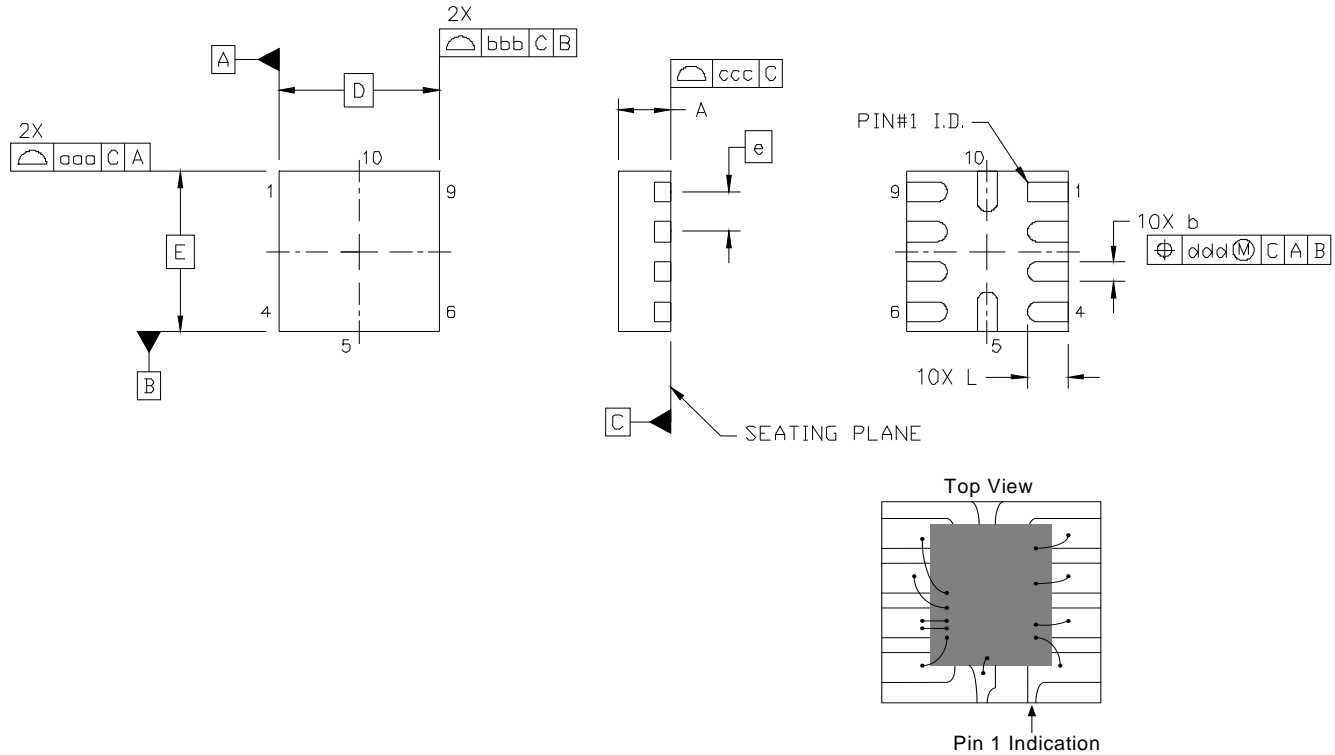 2X
bbb C B
A
D
2X
aaa C A
10
1
9
E
4
6
5
B
ccc C
A
e
C
SEATING PLANE
PIN#1 I.D.
10
9
1
10X b
ddd Ⓜ C A B
6
4
5
10X L
Top View
Pin 1 Indication